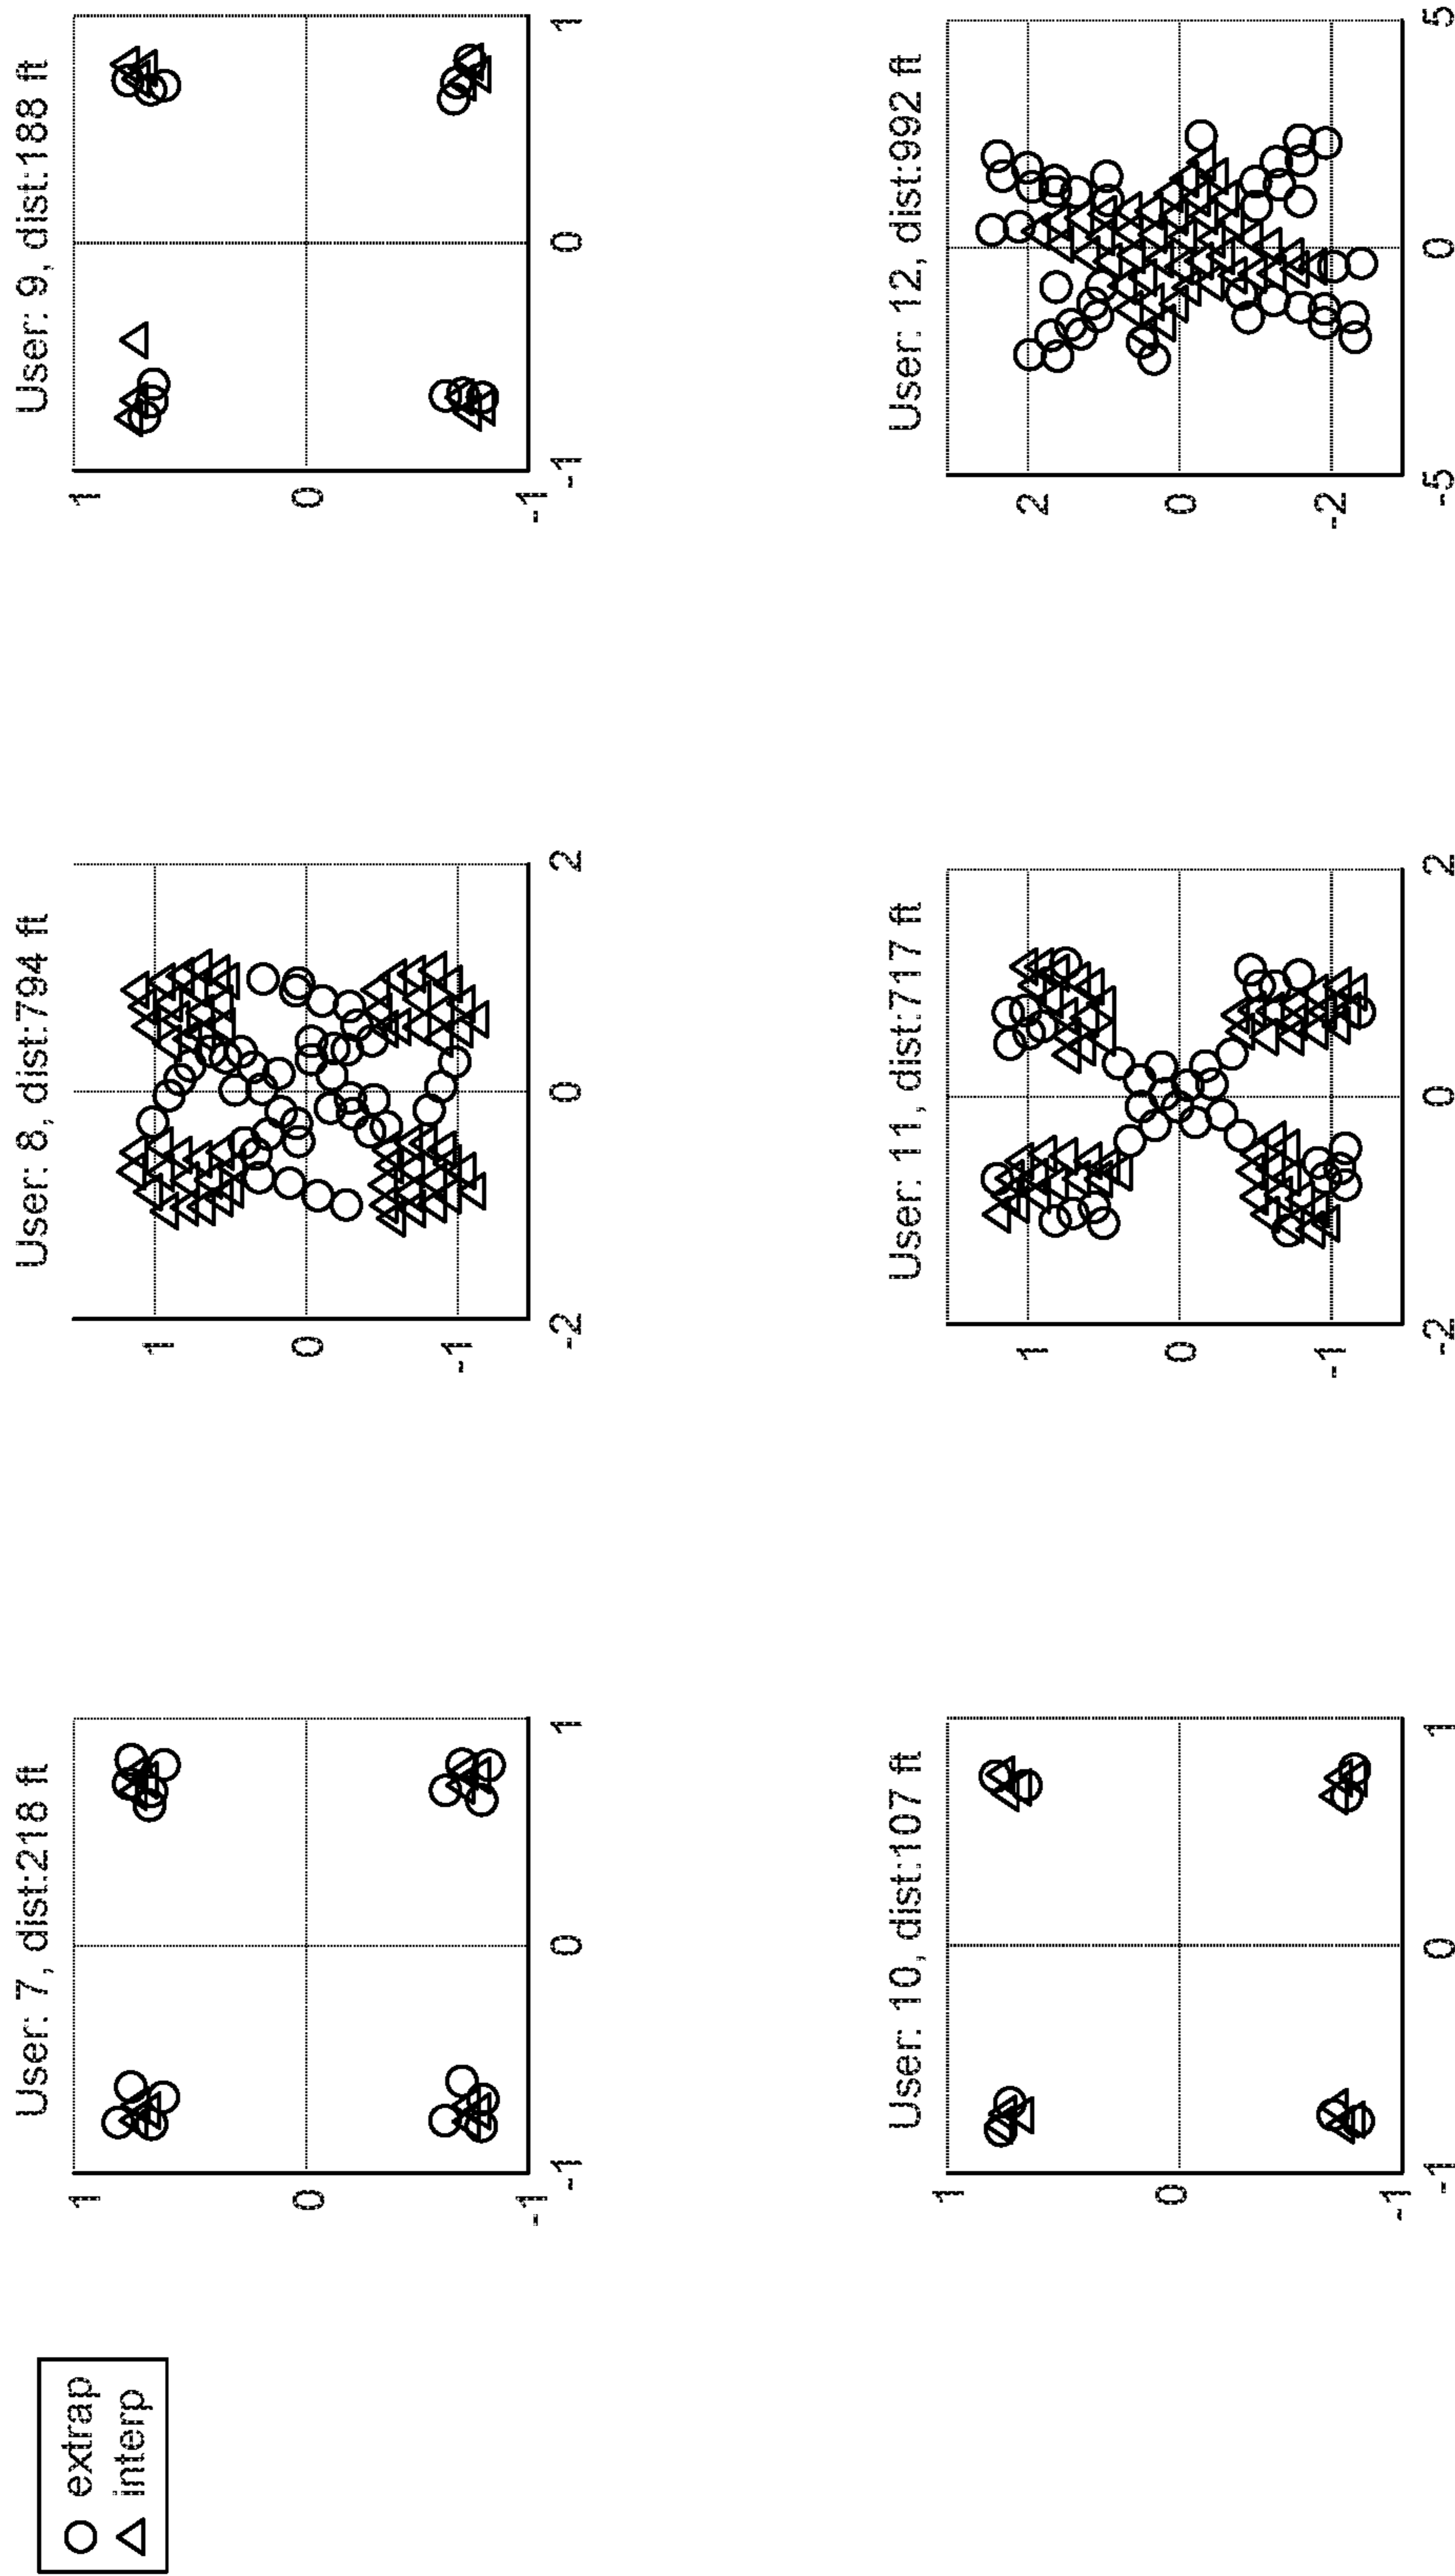 ○ extrap
△ interp
User: 7, dist:218 ft
1
0
-1
-1 0 1
User: 8, dist:794 ft
1
0
-1
-2 0 2
User: 9, dist:188 ft
1
0
-1
-1 0 1
User: 10, dist:107 ft
1
0
-1
-1 0 1
User: 11, dist:717 ft
1
0
-1
-2 0 2
User: 12, dist:992 ft
2
0
-2
-5 0 5